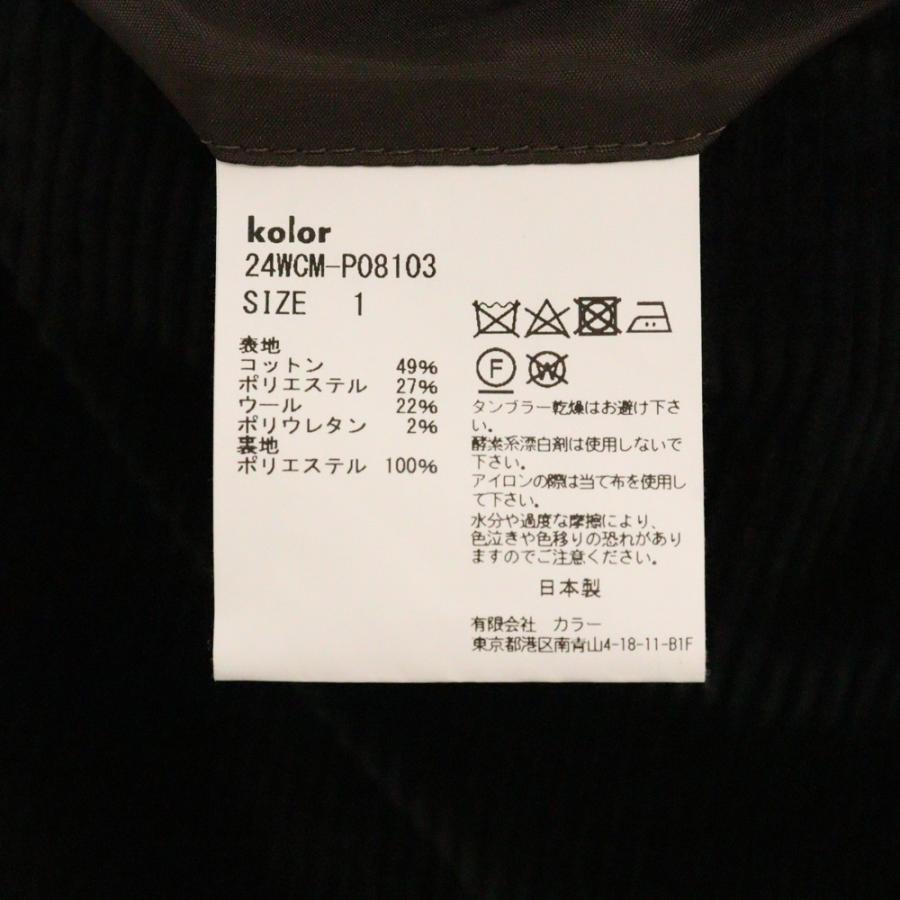 kolor
24WCM-P08103
SIZE 1
表地
コットン 49%
ポリエステル 27%
ウール 22%
ポリウレタン 2%
裏地
ポリエステル 100%
F
W
タンブラー乾燥はお避け下さ
い。
酵素系漂白剤は使用しないで
下さい。
アイロンの際は当て布を使用し
て下さい。
水分や過度な摩擦により、
色泣きや色移りの恐れがあり
ますのでご注意ください。
日本製
有限会社 カラー
東京都港区南青山4-18-11-B1F